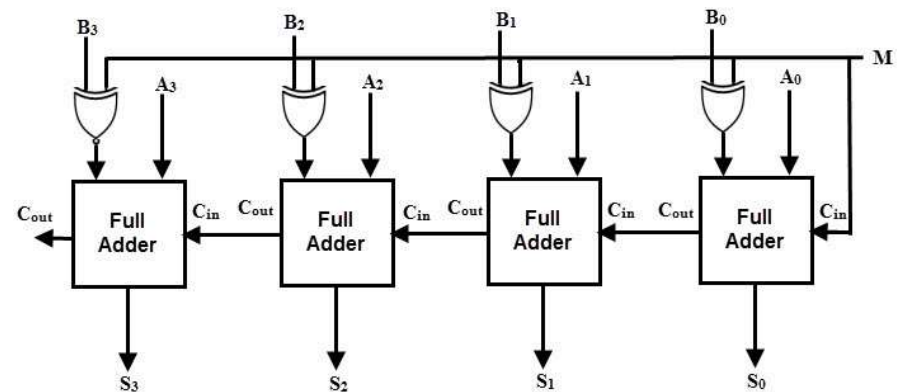 B3 B2 B1 B0
M
A3 A2 A1 A0
Cout Full Adder Cin Cout Full Adder Cin Cout Full Adder Cin Cout Full Adder Cin
S3 S2 S1 S0